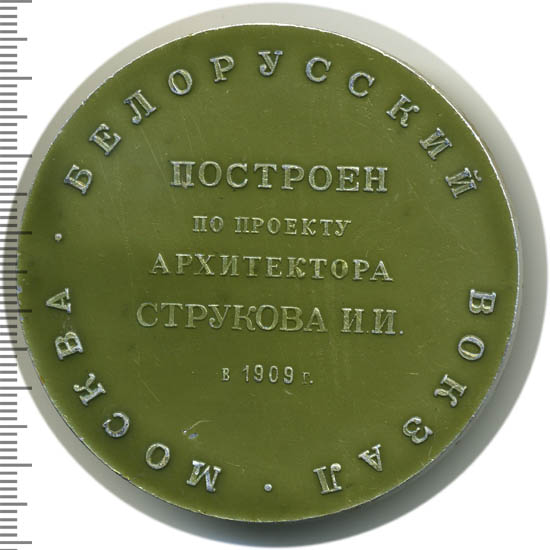 МОСКВА · БЕЛОРУССКИЙ ВОКЗАЛ ·
ПОСТРОЕН
ПО ПРОЕКТУ
АРХИТЕКТОРА
СТРУКОВА И.И.
в 1909 г.